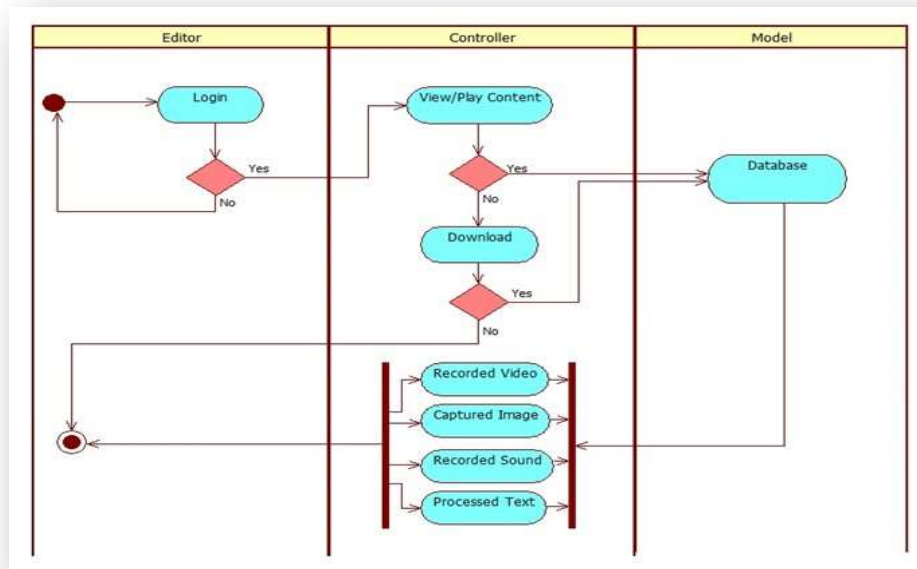 Editor
Controller
Model
Login
View/Play Content
Yes
No
Yes
No
Database
Download
Yes
No
Recorded Video
Captured Image
Recorded Sound
Processed Text